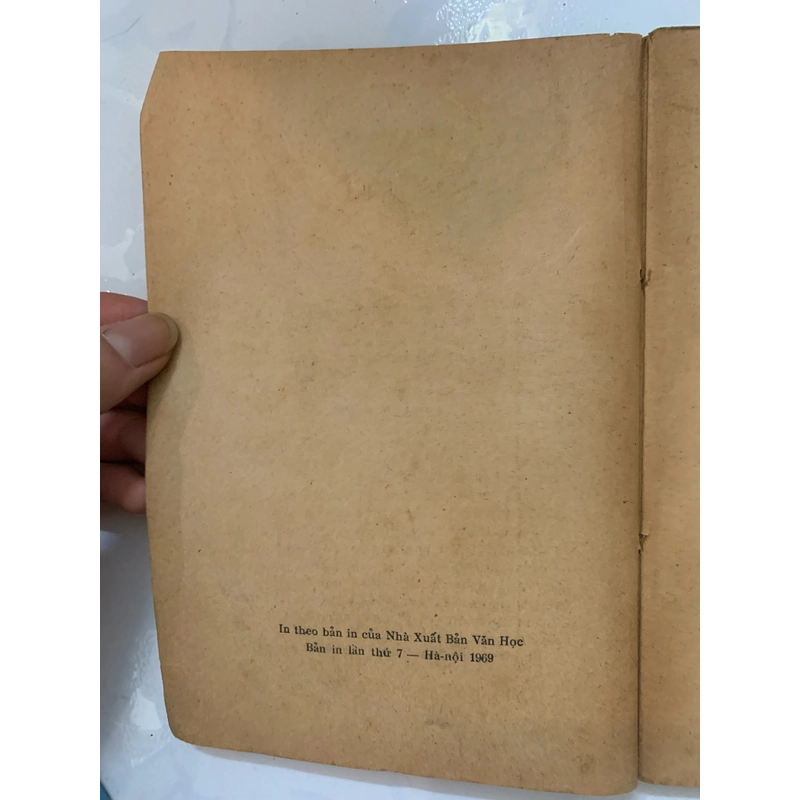 In theo bản in của Nhà Xuất Bản Văn Học
Bản in lần thứ 7 — Hà-nội 1969